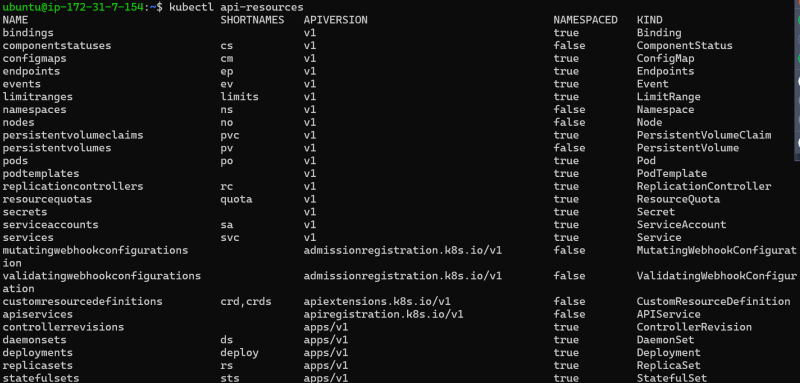 ubuntu@ip-172-31-7-154:~$ kubectl api-resources
NAME SHORTNAMES APIVERSION NAMESPACED KIND
bindings v1 true Binding
componentstatuses cs v1 false ComponentStatus
configmaps cm v1 true ConfigMap
endpoints ep v1 true Endpoints
events ev v1 true Event
limitranges limits v1 true LimitRange
namespaces ns v1 false Namespace
nodes no v1 false Node
persistentvolumeclaims pvc v1 true PersistentVolumeClaim
persistentvolumes pv v1 false PersistentVolume
pods po v1 true Pod
podtemplates v1 true PodTemplate
replicationcontrollers rc v1 true ReplicationController
resourcequotas quota v1 true ResourceQuota
secrets v1 true Secret
serviceaccounts sa v1 true ServiceAccount
services svc v1 true Service
mutatingwebhookconfigurations admissionregistration.k8s.io/v1 false MutatingWebhookConfigurat
ion
validatingwebhookconfigurations admissionregistration.k8s.io/v1 false ValidatingWebhookConfigur
ation
customresourcedefinitions crd,crds apiextensions.k8s.io/v1 false CustomResourceDefinition
apiservices apiregistration.k8s.io/v1 false APIService
controllerrevisions apps/v1 true ControllerRevision
daemonsets ds apps/v1 true DaemonSet
deployments deploy apps/v1 true Deployment
replicasets rs apps/v1 true ReplicaSet
statefulsets sts apps/v1 true StatefulSet